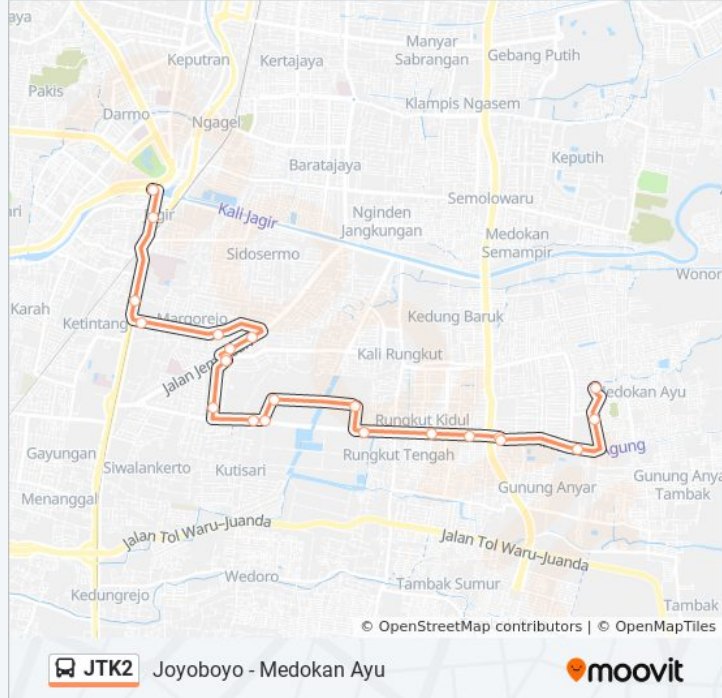 aya
Keputran
Kertajaya
Manyar
Sabrangan
Gebang Putih
Pakis
Klampis Ngasem
Darmo
Ngagel
Baratajaya
Keputih
Semolowaru
ari
Jagir
Kali Jagir
Nginden
Jangkungan
Medokan
Semampir
Sidosermo
Wonor
Karah
Ketintang
Margorejo
Kedung Baruk
Kali Rungkut
Jalan Jem
Medokan Ayu
Rungkut Kidul
Gayungan
Siwalankerto
Rungkut Tengah
Agung
Kutisari
Gunung Anyar
Gunung Anya
Tambak
Menanggal
Jalan Tol Waru–Juanda
Jalan Tol Waru–Juanda
Wedoro
Tambak Sumur
Kedungrejo
Tambak
© OpenStreetMap contributors | © OpenMapTiles
JTK2 Joyoboyo - Medokan Ayu
moovit